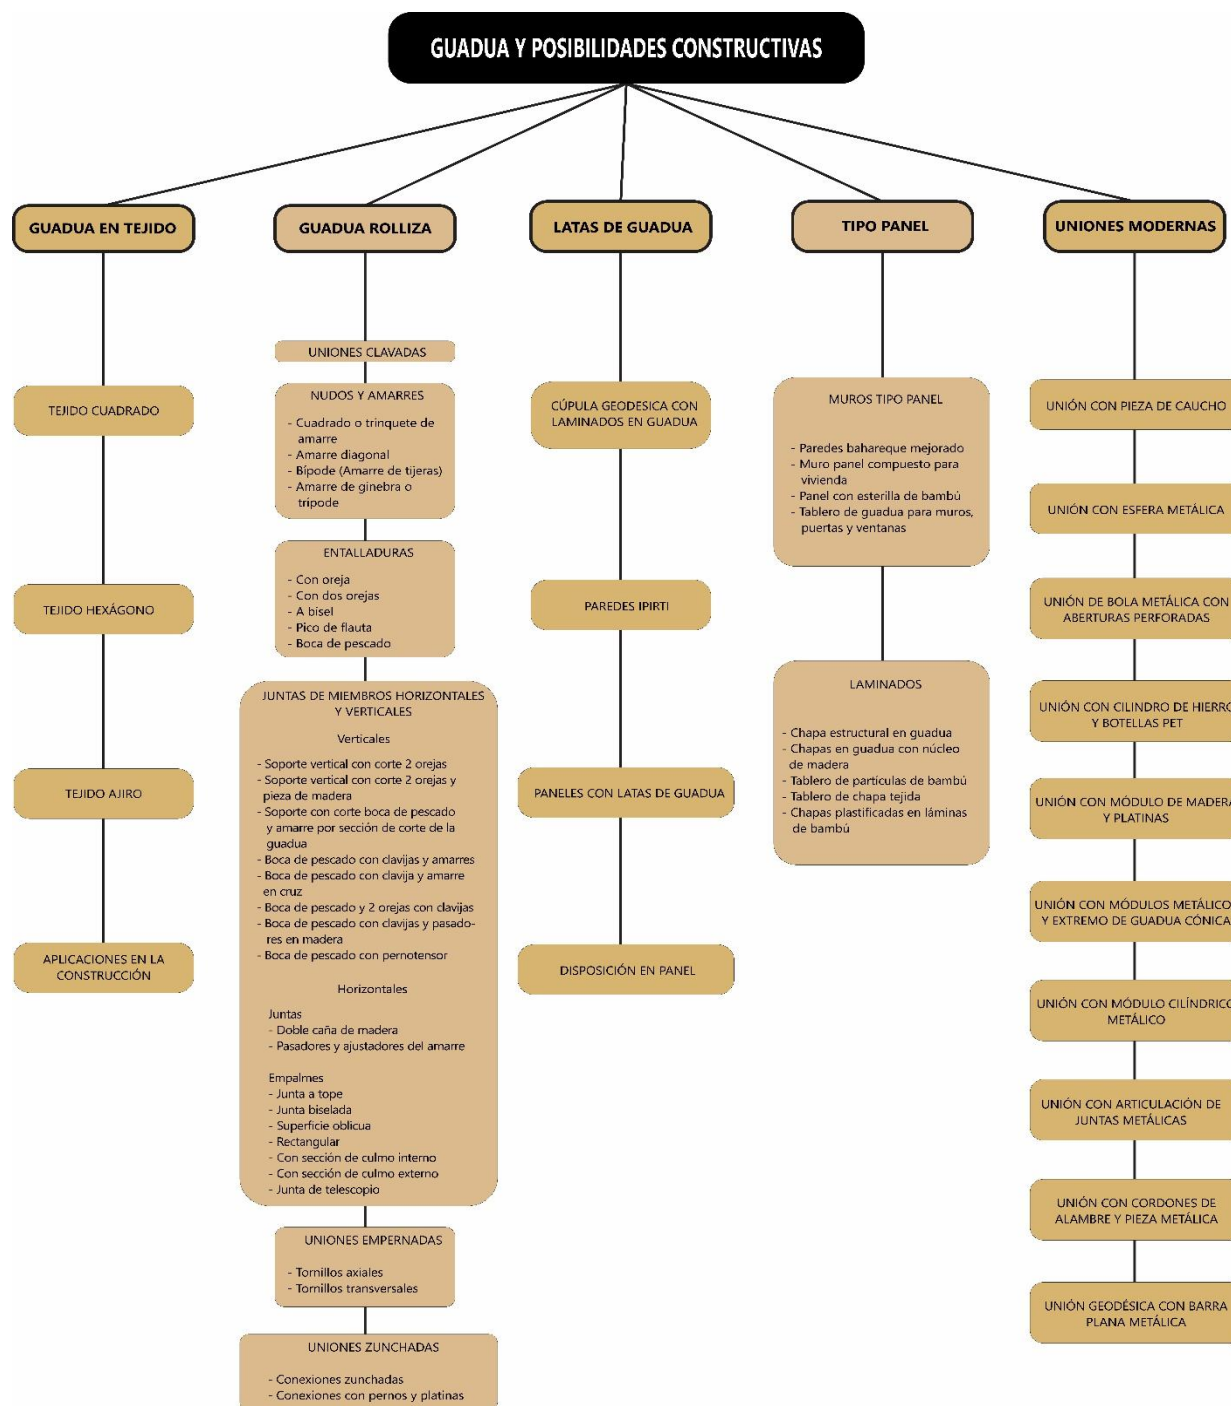 GUADUA Y POSIBILIDADES CONSTRUCTIVAS
GUADUA EN TEJIDO
TEJIDO CUADRADO
TEJIDO HEXÁGONO
TEJIDO AJIRO
APLICACIONES EN LA
CONSTRUCCIÓN
GUADUA ROLLIZA
UNIONES CLAVADAS
NUDOS Y AMARRES
- Cuadrado o trinquete de
amarre
- Amarre diagonal
- Bípode (Amarre de tijeras)
- Amarre de ginebra o
trípode
ENTALLADURAS
- Con oreja
- Con dos orejas
- A bisel
- Pico de flauta
- Boca de pescado
JUNTAS DE MIEMBROS HORIZONTALES
Y VERTICALES
Verticales
- Soporte vertical con corte 2 orejas
- Soporte vertical con corte 2 orejas y
pieza de madera
- Soporte con corte boca de pescado
y amarre por sección de corte de la
guadua
- Boca de pescado con clavijas y amarres
- Boca de pescado con clavija y amarre
en cruz
- Boca de pescado y 2 orejas con clavijas
- Boca de pescado con clavijas y pasado-
res en madera
- Boca de pescado con pernotensor
Horizontales
Juntas
- Doble caña de madera
- Pasadores y ajustadores del amarre
Empalmes
- Junta a tope
- Junta biselada
- Superficie oblicua
- Rectangular
- Con sección de culmo interno
- Con sección de culmo externo
- Junta de telescopio
UNIONES EMPERNADAS
- Tornillos axiales
- Tornillos transversales
UNIONES ZUNCHADAS
- Conexiones zunchadas
- Conexiones con pernos y platinas
LATAS DE GUADUA
CÚPULA GEODESICA CON
LAMINADOS EN GUADUA
PAREDES IPIRTI
PANELES CON LATAS DE GUADUA
DISPOSICIÓN EN PANEL
TIPO PANEL
MUROS TIPO PANEL
- Paredes bahareque mejorado
- Muro panel compuesto para
vivienda
- Panel con esterilla de bambú
- Tablero de guadua para muros,
puertas y ventanas
LAMINADOS
- Chapa estructural en guadua
- Chapas en guadua con núcleo
de madera
- Tablero de partículas de bambú
- Tablero de chapa tejida
- Chapas plastificadas en láminas
de bambú
UNIONES MODERNAS
UNIÓN CON PIEZA DE CAUCHO
UNIÓN CON ESFERA METÁLICA
UNIÓN DE BOLA METÁLICA CON
ABERTURAS PERFORADAS
UNIÓN CON CILINDRO DE HIERRO
Y BOTELLAS PET
UNIÓN CON MÓDULO DE MADERA
Y PLATINAS
UNIÓN CON MÓDULOS METÁLICO
Y EXTREMO DE GUADUA CÓNICA
UNIÓN CON MÓDULO CILÍNDRICO
METÁLICO
UNIÓN CON ARTICULACIÓN DE
JUNTAS METÁLICAS
UNIÓN CON CORDONES DE
ALAMBRE Y PIEZA METÁLICA
UNIÓN GEODÉSICA CON BARRA
PLANA METÁLICA